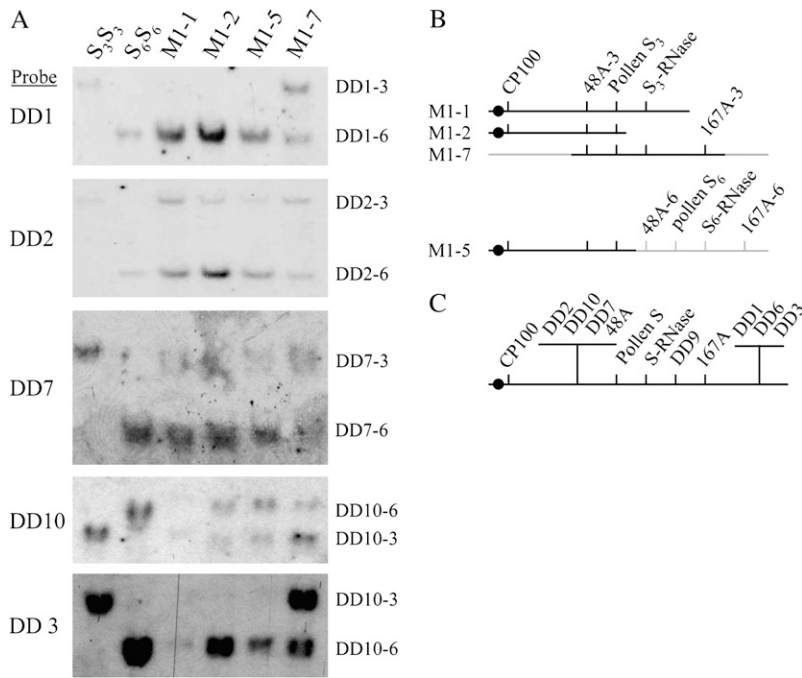 A
S₃S₃ S₆S₆ M1-1 M1-2 M1-5 M1-7
Probe
DD1
DD1-3
DD1-6
DD2
DD2-3
DD2-6
DD7
DD7-3
DD7-6
DD10
DD10-6
DD10-3
DD 3
DD10-3
DD10-6
B
CP100 48A-3 Pollen S₃ S₃-RNase 167A-3
M1-1
M1-2
M1-7
48A-6 pollen S₆ S₆-RNase 167A-6
M1-5
C
CP100 DD2 DD10 DD7 48A Pollen S S-RNase DD9 167A DD1 DD6 DD3